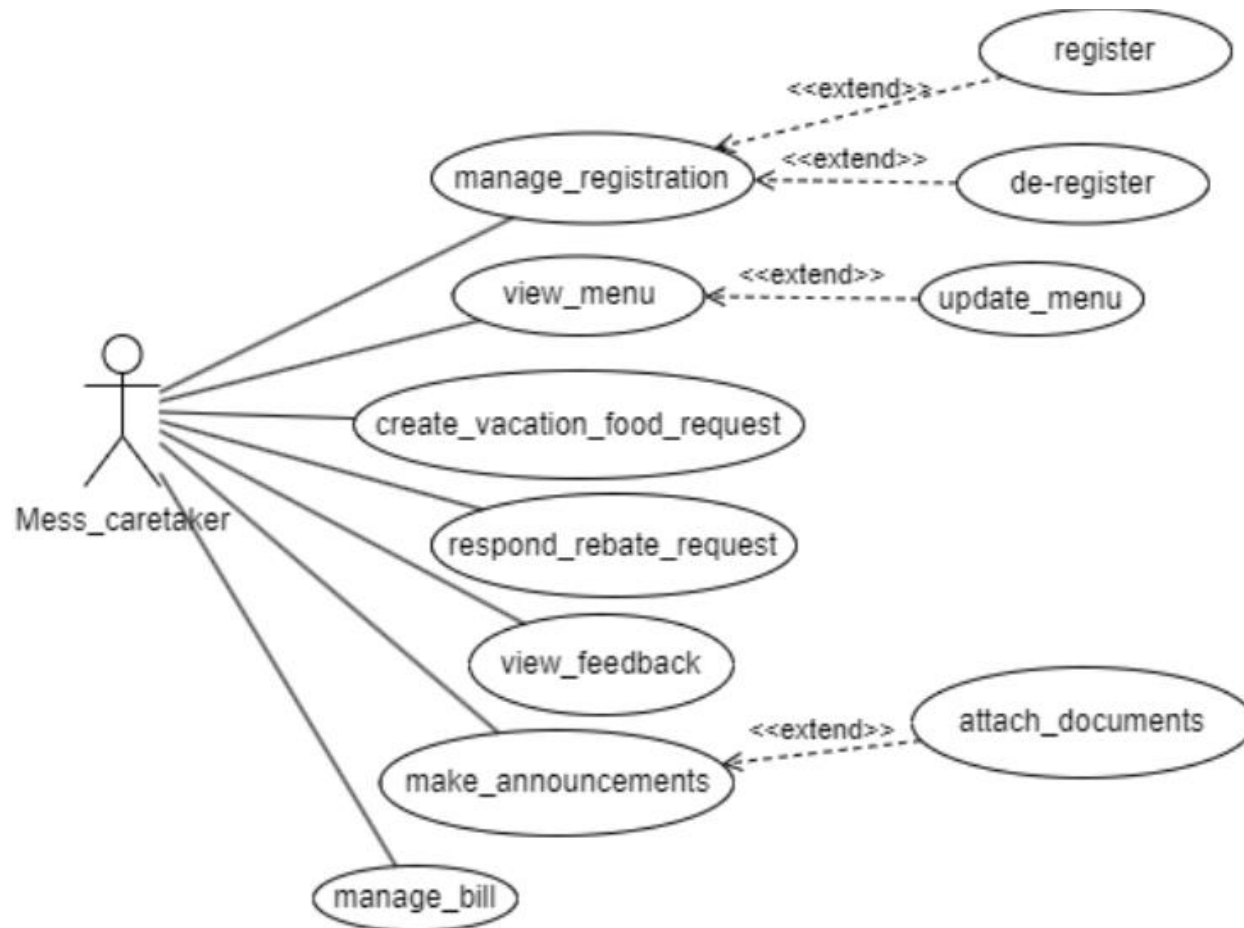 register
<<extend>>
manage_registration
<<extend>>
de-register
view_menu
<<extend>>
update_menu
Mess_caretaker
create_vacation_food_request
respond_rebate_request
view_feedback
make_announcements
<<extend>>
attach_documents
manage_bill